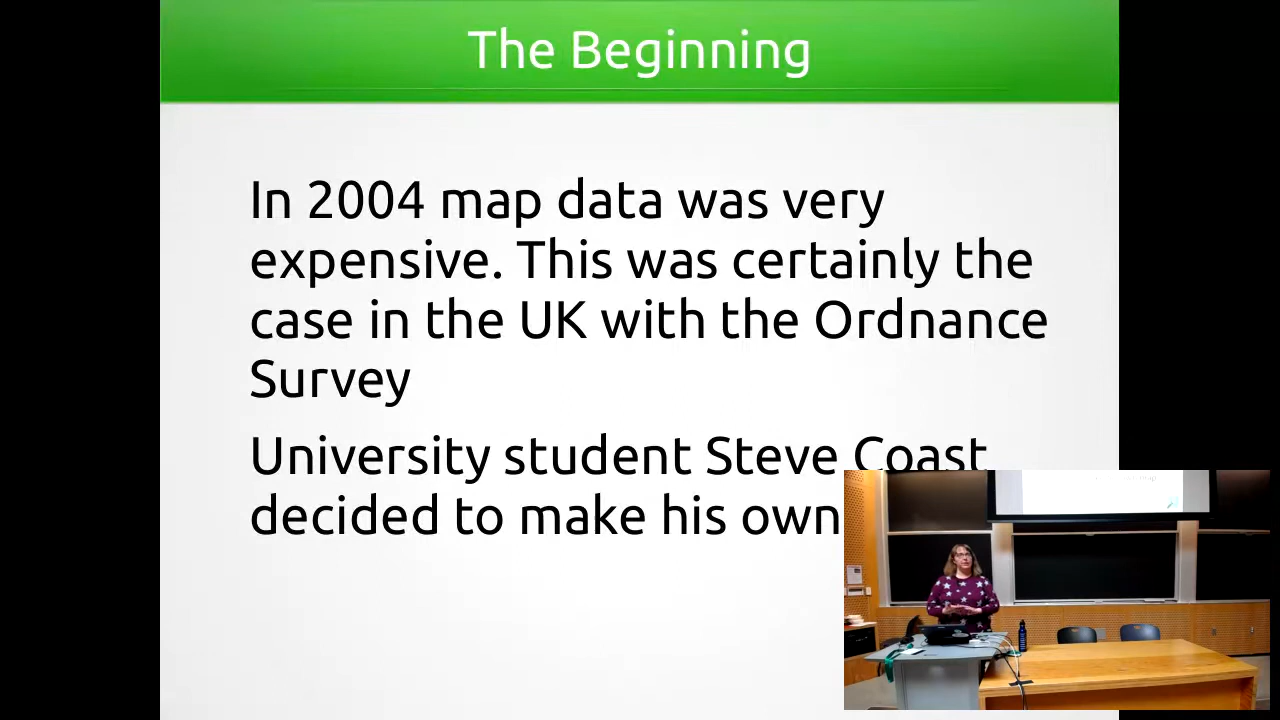 The Beginning
In 2004 map data was very
expensive. This was certainly the
case in the UK with the Ordnance
Survey
University student Steve Coast
decided to make his own